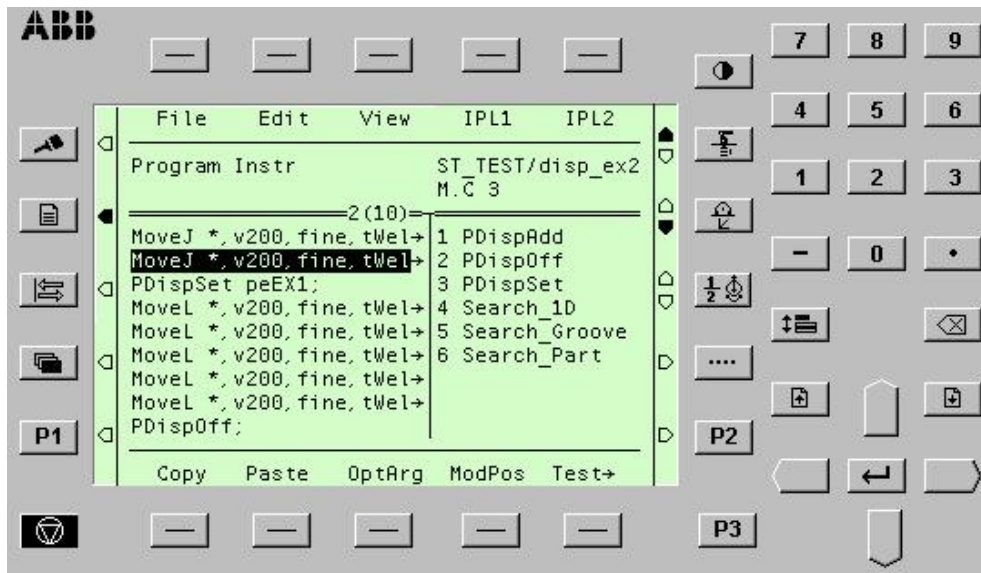 ABB
7 8 9
4 5 6
1 2 3
- 0 .
File Edit View IPL1 IPL2
Program Instr ST_TEST/disp_ex2
M.C 3
2(10)
MoveJ *,v200,fine,tWel→ 1 PDispAdd
MoveJ *,v200,fine,tWel→ 2 PDispOff
PDispSet peEX1; 3 PDispSet
MoveL *,v200,fine,tWel→ 4 Search_1D
MoveL *,v200,fine,tWel→ 5 Search_Groove
MoveL *,v200,fine,tWel→ 6 Search_Part
MoveL *,v200,fine,tWel→
MoveL *,v200,fine,tWel→
PDispOff;
Copy Paste OptArg ModPos Test→
1/2
....
P1
P2
P3